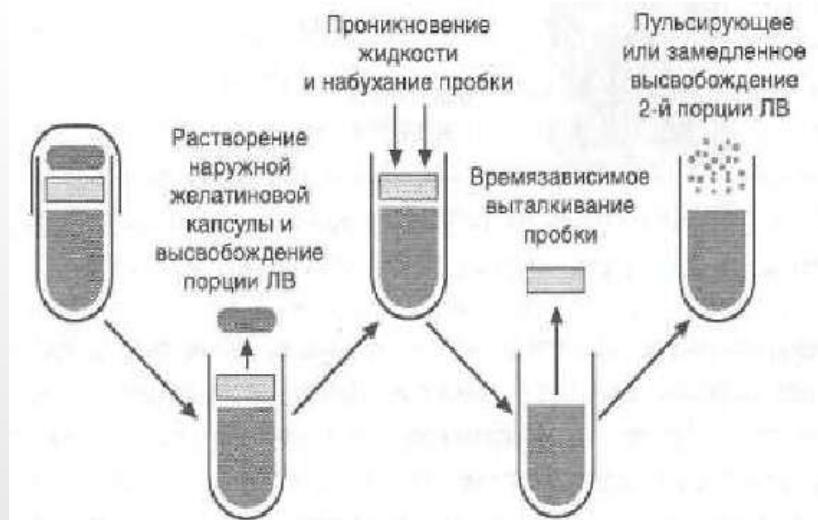 Растворение
наружной
желатиновой
капсулы и
высвобождение
порции ЛВ
Проникновение
жидкости
и набухание пробки
Времязависимое
выталкивание
пробки
Пульсирующее
или замедленное
высвобождение
2-й порции ЛВ